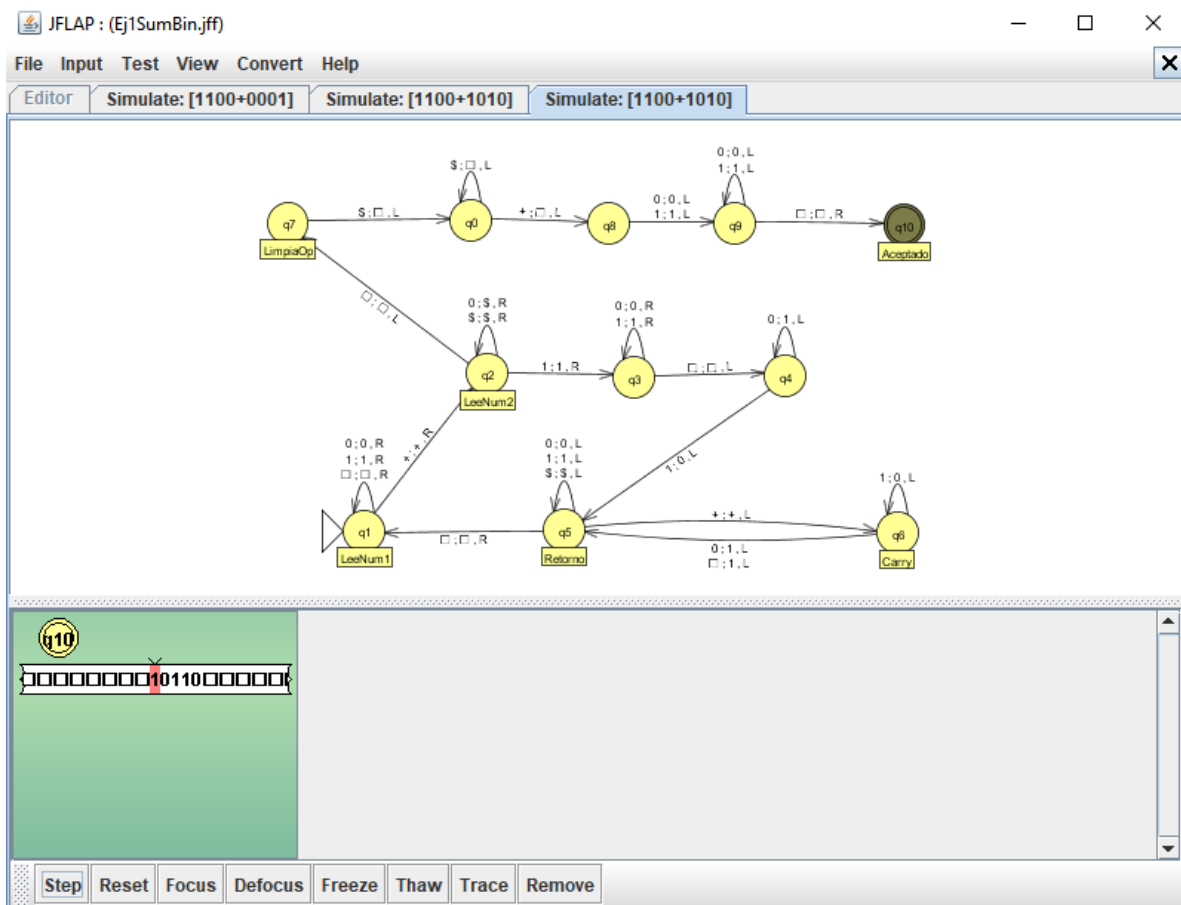 JFLAP : (Ej1SumBin.jff)
File Input Test View Convert Help
Editor Simulate: [1100+0001] Simulate: [1100+1010] Simulate: [1100+1010]
0;0,L
1;1,L
$;□,L
q7
$;□,L
q0
+;□,L
q8
0;0,L
1;1,L
q9
□;□,R
q10
LimpiaOp
Aceptado
□;□,L
0;$,R
$;$,R
q2
LeeNum2
1;1,R
0;0,R
1;1,R
q3
□;□,L
0;1,L
q4
+;+,R
1;0,L
0;0,R
1;1,R
□;□,R
q1
LeeNum1
□;□,R
0;0,L
1;1,L
$;$,L
q5
Retorno
+;+,L
0;1,L
□;1,L
1;0,L
q6
Carry
q10
□□□□□□□□10110□□□□□
Step Reset Focus Defocus Freeze Thaw Trace Remove